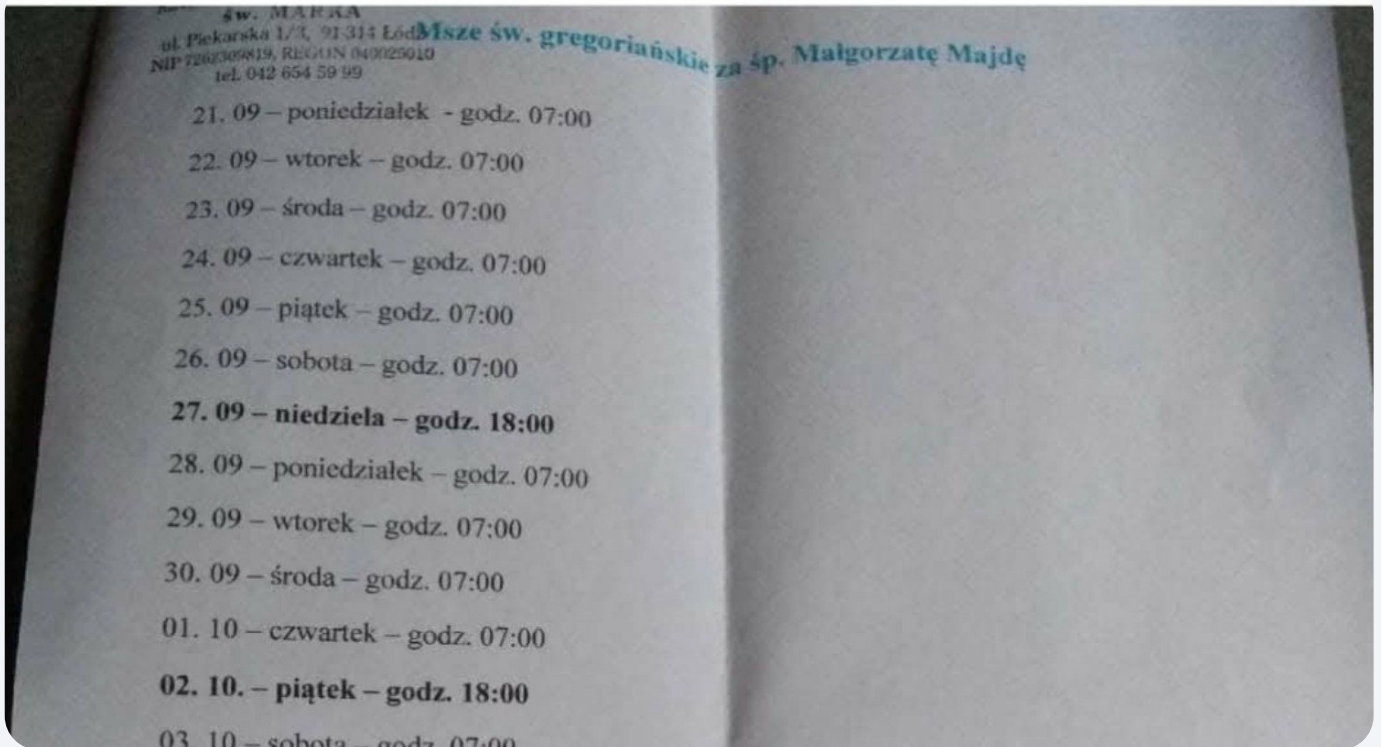 św. MARKA
ul. Piekarska 1/3, 91-314 Łódź
Msze św. gregoriańskie za śp. Małgorzatę Majdę
tel. 042 654 59 99
21. 09 – poniedziałek - godz. 07:00
22. 09 – wtorek – godz. 07:00
23. 09 – środa – godz. 07:00
24. 09 – czwartek – godz. 07:00
25. 09 – piątek – godz. 07:00
26. 09 – sobota – godz. 07:00
27. 09 – niedziela – godz. 18:00
28. 09 – poniedziałek – godz. 07:00
29. 09 – wtorek – godz. 07:00
30. 09 – środa – godz. 07:00
01. 10 – czwartek – godz. 07:00
02. 10. – piątek – godz. 18:00
03. 10 – sobota – godz. 07:00